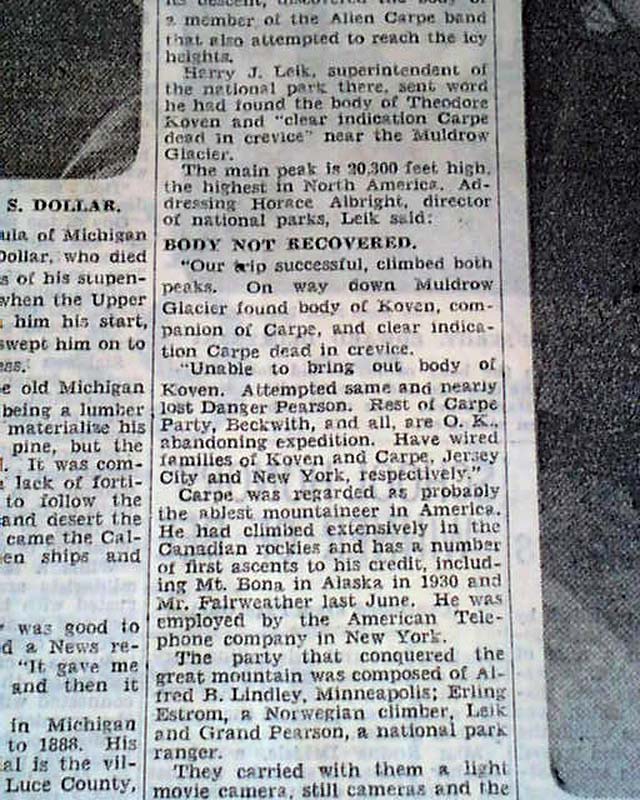 its descent, discovered the body of
a member of the Allen Carpe band
that also attempted to reach the icy
heights.
Harry J. Leik, superintendent of
the national park there, sent word
he had found the body of Theodore
Koven and "clear indication Carpe
dead in crevice" near the Muldrow
Glacier.
The main peak is 20,300 feet high,
the highest in North America. Ad-
dressing Horace Albright, director
of national parks, Leik said:
BODY NOT RECOVERED.
"Our trip successful, climbed both
peaks. On way down Muldrow
Glacier found body of Koven, com-
panion of Carpe, and clear indica-
tion Carpe dead in crevice.
"Unable to bring out body of
Koven. Attempted same and nearly
lost Danger Pearson. Rest of Carpe
Party, Beckwith, and all, are O. K.,
abandoning expedition. Have wired
families of Koven and Carpe, Jersey
City and New York, respectively."
Carpe was regarded as probably
the ablest mountaineer in America.
He had climbed extensively in the
Canadian rockies and has a number
of first ascents to his credit, includ-
ing Mt. Bona in Alaska in 1930 and
Mr. Fairweather last June. He was
employed by the American Tele-
phone company in New York.
The party that conquered the
great mountain was composed of Al-
fred B. Lindley, Minneapolis; Erling
Estrom, a Norwegian climber, Leik
and Grand Pearson, a national park
ranger.
They carried with them a light
movie camera, still cameras and the
S. DOLLAR.
ula of Michigan
Dollar, who died
s of his stupen-
when the Upper
him his start,
swept him on to
ess.
e old Michigan
being a lumber
materialize his
pine, but the
. It was com-
lack of forti-
to follow the
and desert the
came the Cal-
en ships and
was good to
d a News re-
"It gave me
and then it
in Michigan
to 1888. His
al is the vil-
Luce County,